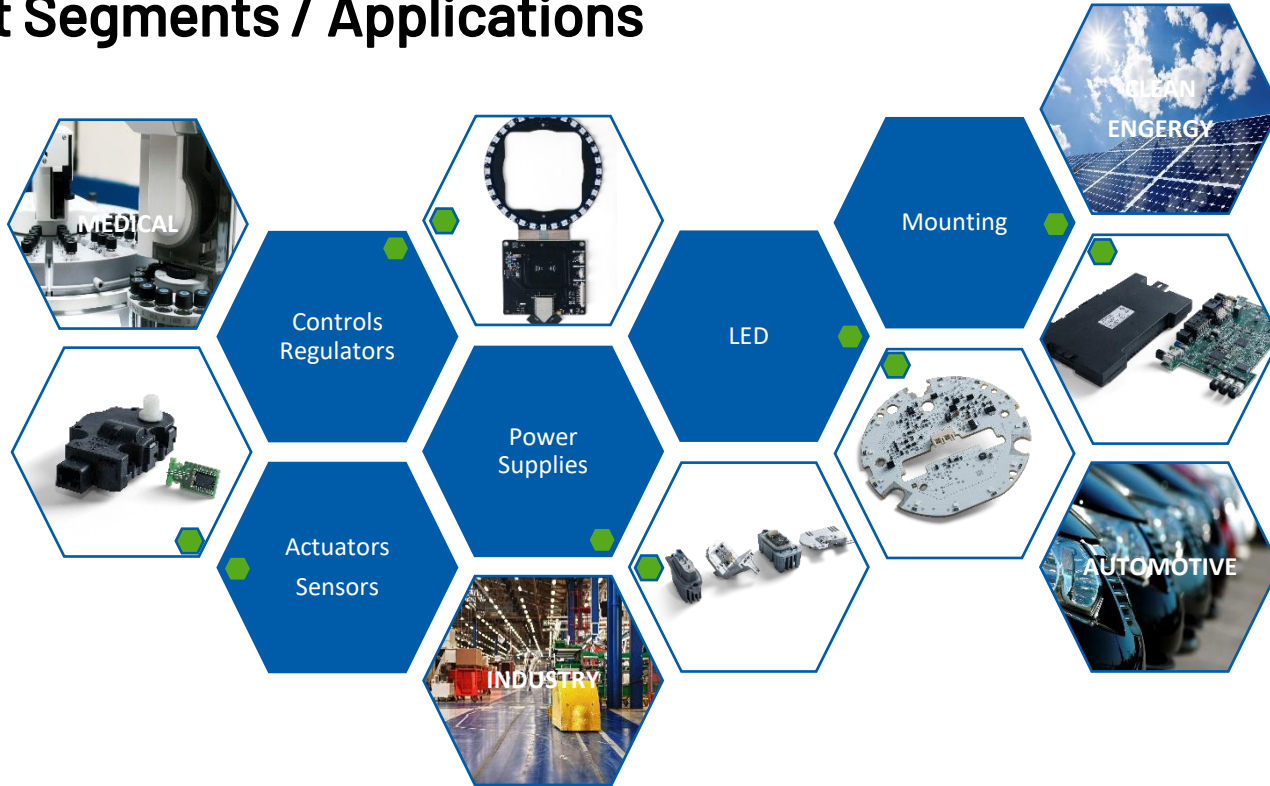 t Segments / Applications
CLEAN
ENGERGY
MEDICAL
Mounting
Controls
Regulators
LED
Power
Supplies
Actuators
Sensors
AUTOMOTIVE
INDUSTRY